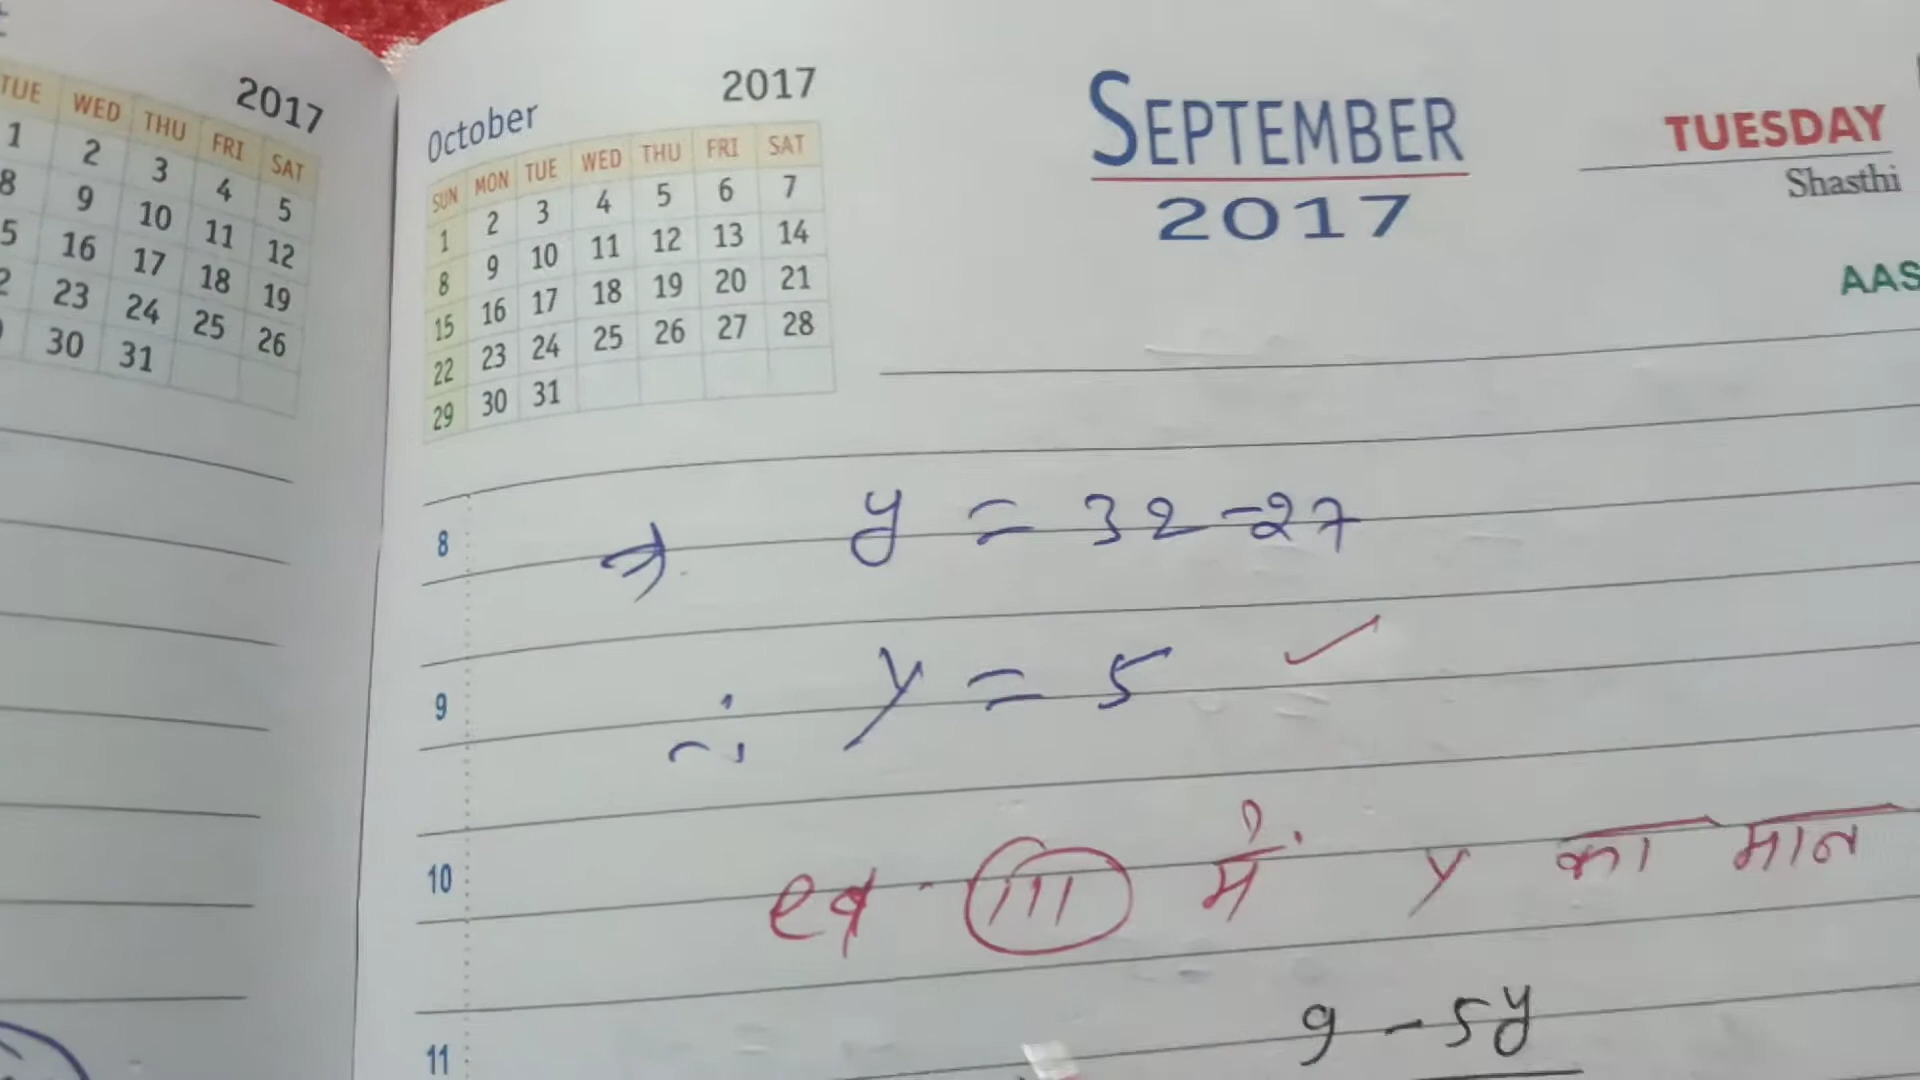 2017
TUE WED THU FRI SAT
1 2 3 4 5
8 9 10 11 12
5 16 17 18 19
2 23 24 25 26
30 31
October 2017
SUN MON TUE WED THU FRI SAT
1 2 3 4 5 6 7
8 9 10 11 12 13 14
15 16 17 18 19 20 21
22 23 24 25 26 27 28
29 30 31
SEPTEMBER
2017
TUESDAY
Shasthi
AAS
8 ⇒ y = 32-27
9 ∴ y = 5 ✓
10 eq. (iii) में y का मान
11 9 - 5y